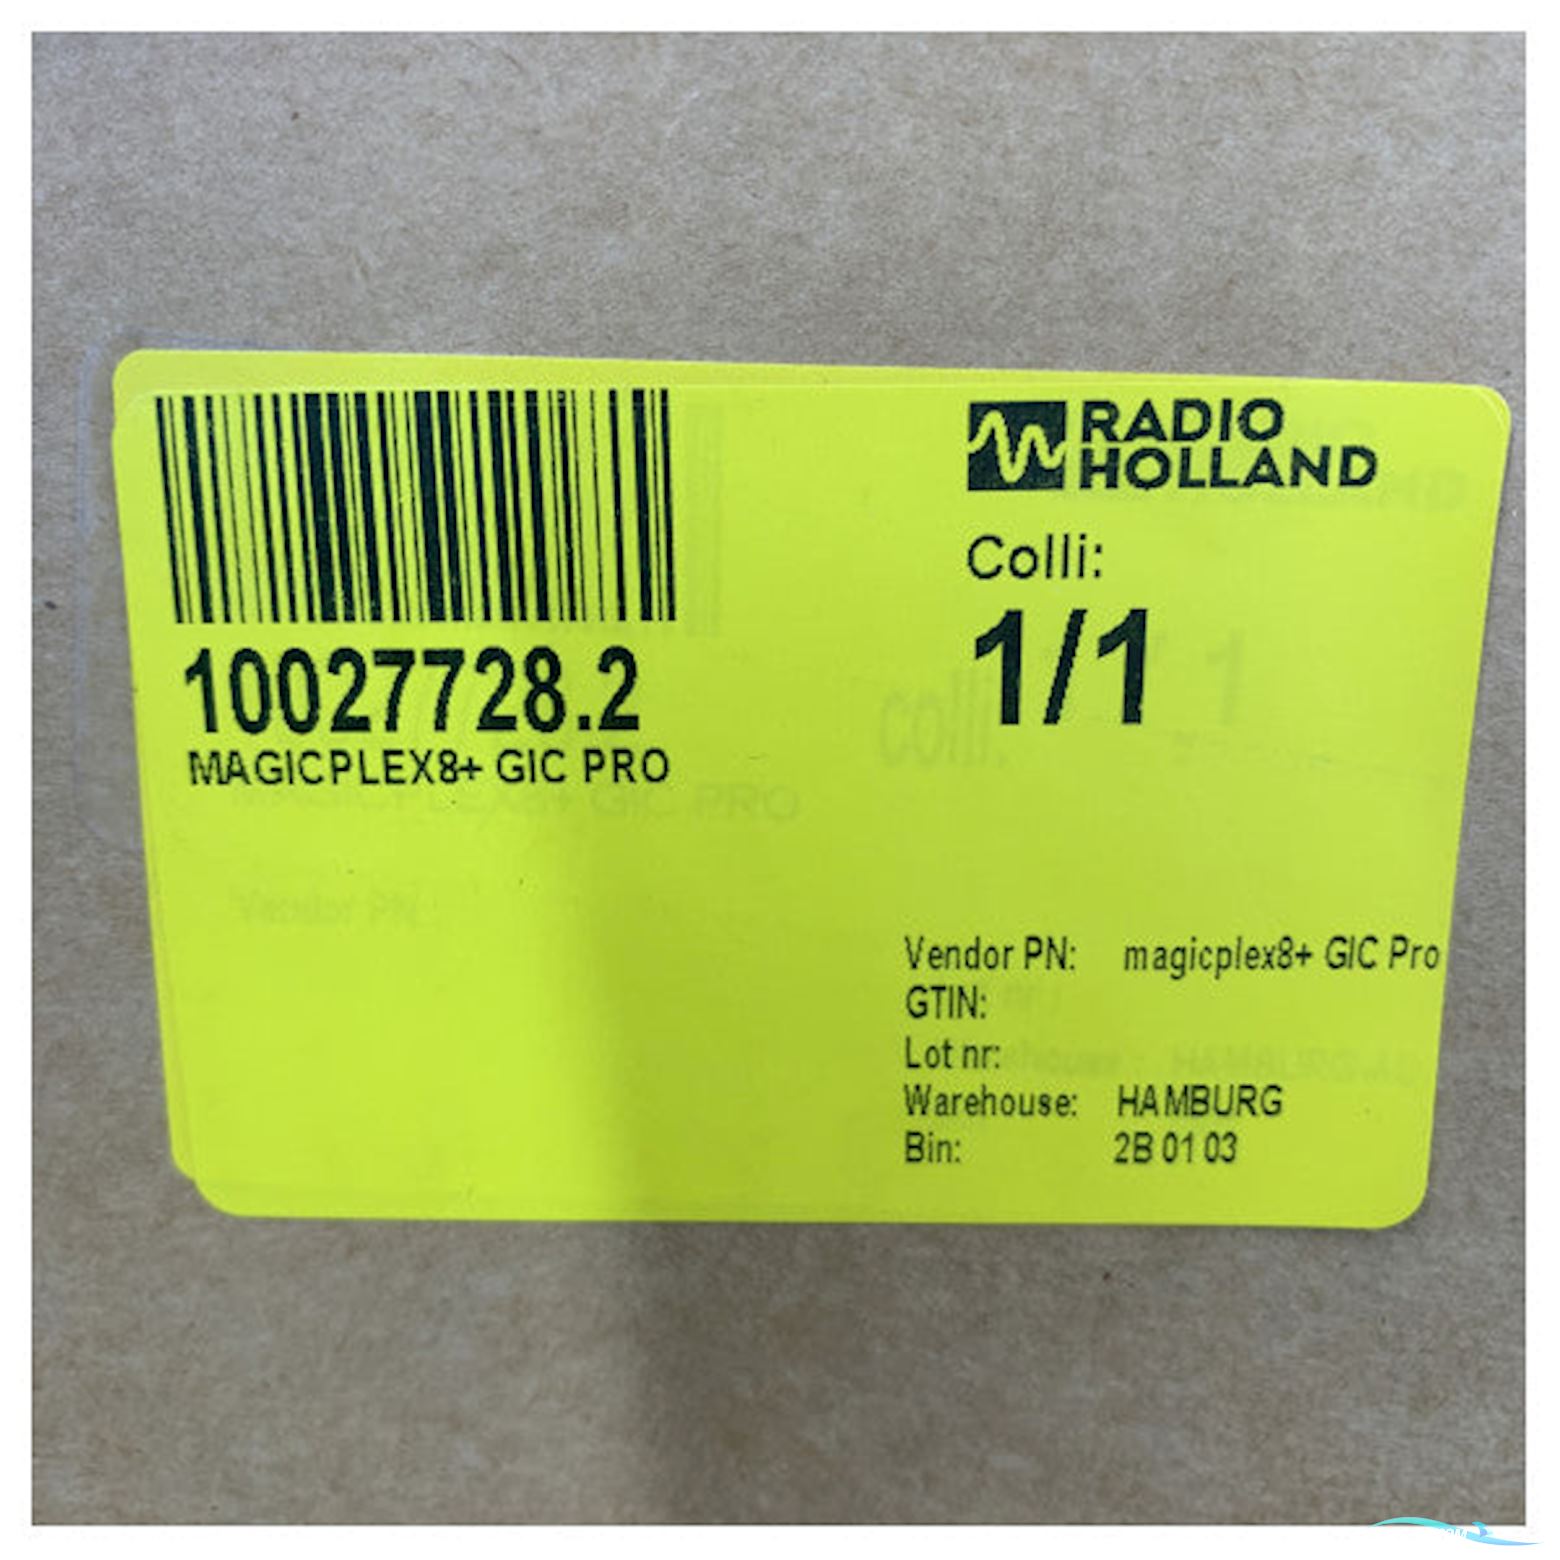 RADIO
HOLLAND
Colli:
1/1
10027728.2
MAGICPLEX8+ GIC PRO
Vendor PN: magicplex8+ GIC Pro
GTIN:
Lot nr:
Warehouse: HAMBURG
Bin: 2B 01 03